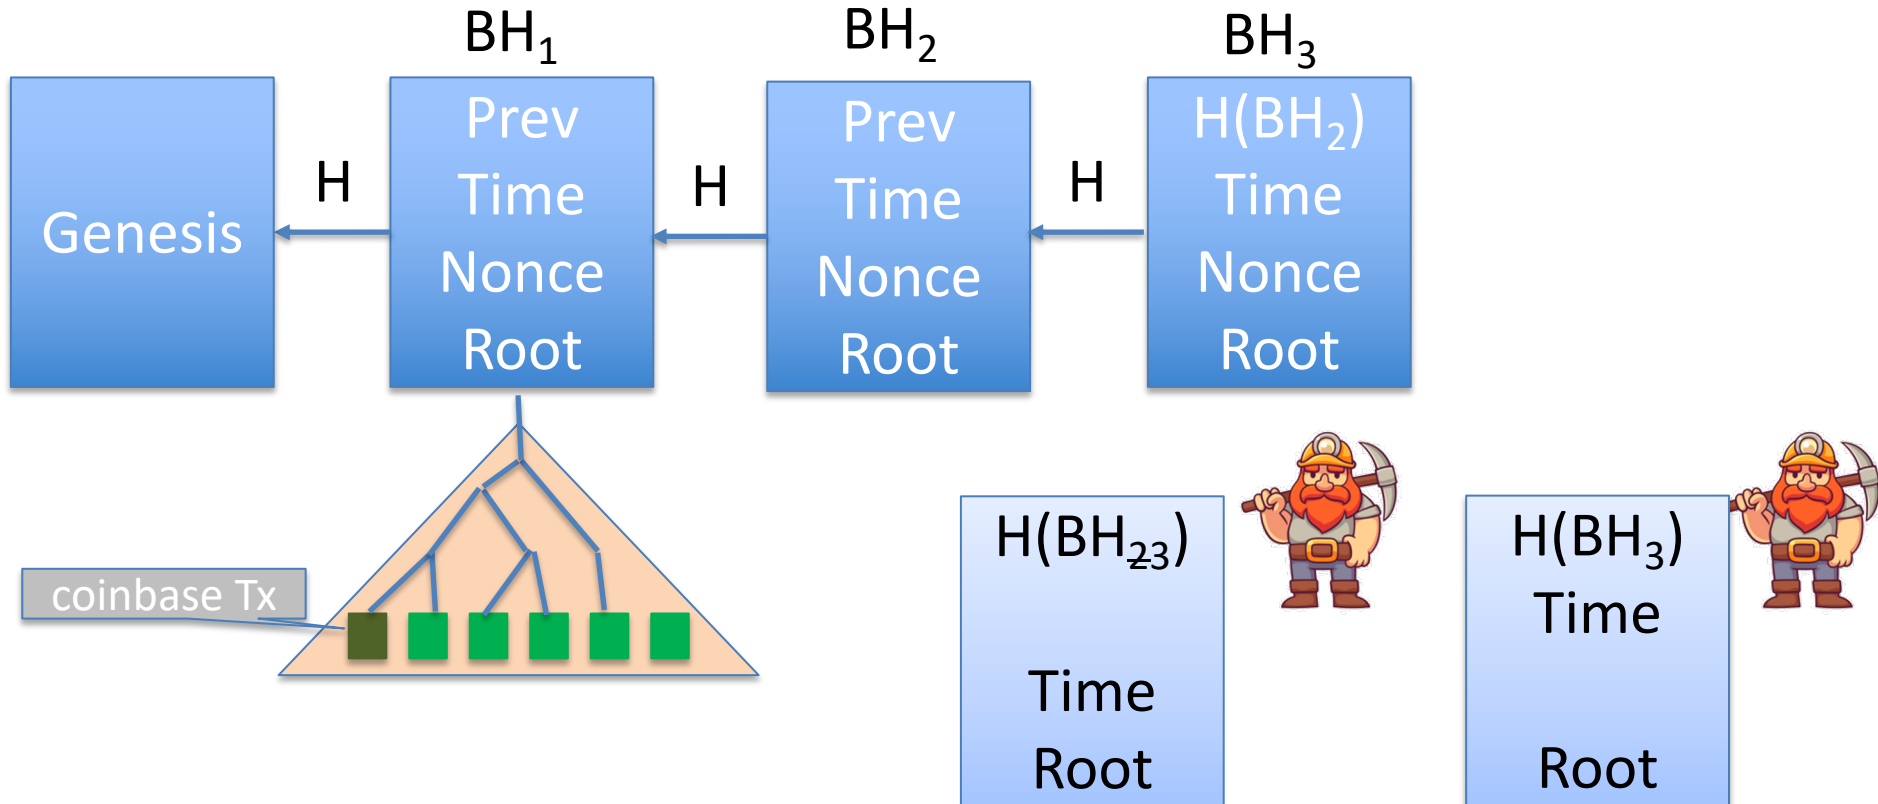 BH₁
BH₂
BH₃
Genesis
H
Prev
Time
Nonce
Root
H
Prev
Time
Nonce
Root
H
H(BH₂)
Time
Nonce
Root
coinbase Tx
H(BH₂₃)
Time
Root
H(BH₃)
Time
Root